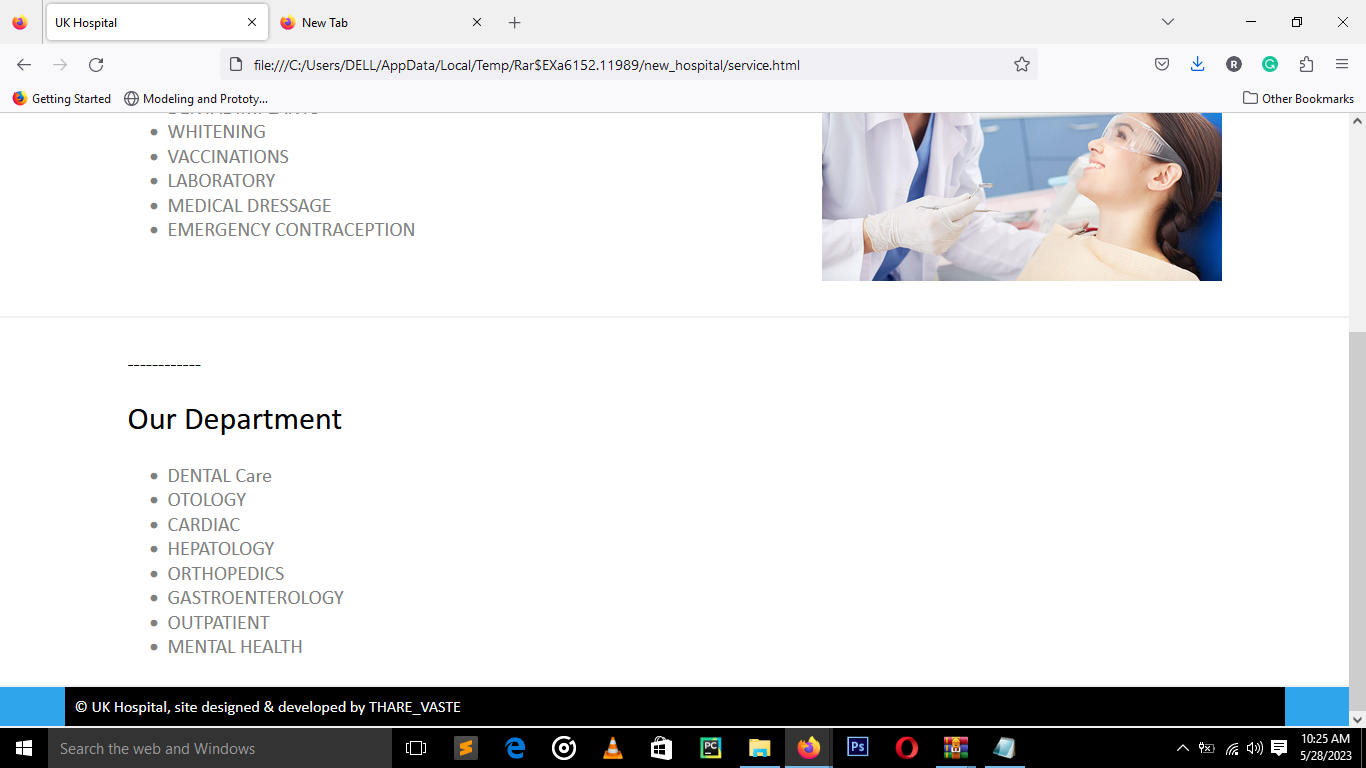 UK Hospital
New Tab
file:///C:/Users/DELL/AppData/Local/Temp/Rar$EXa6152.11989/new_hospital/service.html
R
Getting Started
Modeling and Prototy...
Other Bookmarks
WHITENING
VACCINATIONS
LABORATORY
MEDICAL DRESSAGE
EMERGENCY CONTRACEPTION
------------
Our Department
DENTAL Care
OTOLOGY
CARDIAC
HEPATOLOGY
ORTHOPEDICS
GASTROENTEROLOGY
OUTPATIENT
MENTAL HEALTH
© UK Hospital, site designed & developed by THARE_VASTE
Search the web and Windows
PC
Ps
10:25 AM
5/28/2023